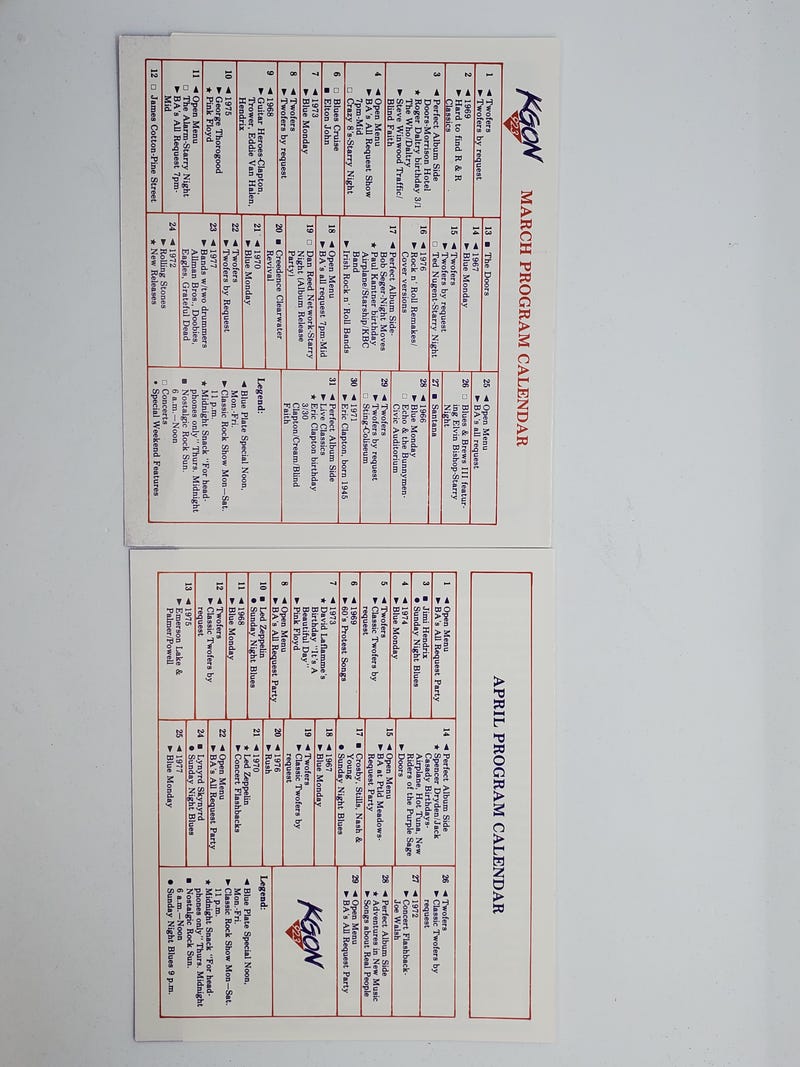 KGON
92.3
MARCH PROGRAM CALENDAR
1 ◄ Twofers
► Twofers by request
2 ◄ 1969
► Hard to find R & R
Classics
3 ◄ Perfect Album Side
Doors-Morrison Hotel
★ Roger Daltry birthday 3/1
The Who/Daltry
► Steve Winwood Traffic/
Blind Faith
4 ◄ Open Menu
► BA's All Request Show
7pm-Mid
□ Crazy 8's-Starry Night
6 □ Blues Cruise
■ Elton John
7 ◄ 1973
► Blue Monday
8 ◄ Twofers
► Twofers by request
9 ◄ 1968
► Guitar Heroes-Clapton,
Trower, Eddie Van Halen,
Hendrix
10 ◄ 1975
► George Thorogood
★ Pink Floyd
11 ◄ Open Menu
□ The Alarm-Starry Night
► BA's All Request 7pm-
Mid
12 □ James Cotton-Pine Street
13 ■ The Doors
14 ◄ 1967
► Blue Monday
15 ◄ Twofers
► Twofers by request
□ Ted Nugent-Starry Night
16 ◄ 1976
► Rock n' Roll Remakes/
Cover versions
17 ◄ Perfect Album Side-
Bob Seger-Night Moves
★ Paul Kantner birthday
Airplane/Starship/KBC
Band
► Irish Rock n' Roll Bands
18 ◄ Open Menu
► BA's all request 7pm-Mid
19 □ Dan Reed Network-Starry
Night (Album Release
Party)
20 ■ Creedence Clearwater
Revival
21 ◄ 1970
► Blue Monday
22 ◄ Twofers
► Twofers by Request
23 ◄ 1977
► Bands w/two drummers
Allman Bros., Doobies,
Eagles, Grateful Dead
24 ◄ 1972
► Rolling Stones
★ New Releases
25 ◄ Open Menu
► BA's all request
26 □ Blues & Brews III featur-
ing Elvin Bishop-Starry
Night
27 ■ Santana
28 ◄ 1966
► Blue Monday
□ Echo & the Bunnymen-
Civic Auditorium
29 ◄ Twofers
► Twofers by request
□ Sting-Coliseum
30 ◄ 1971
► Eric Clapton, born 1945
31 ◄ Perfect Album Side
► Live Classics
★ Eric Clapton birthday
3/30
Clapton/Cream/Blind
Faith
Legend:
◄ Blue Plate Special Noon,
Mon.-Fri.
► Classic Rock Show Mon—Sat.
11 p.m.
★ Midnight Snack "For head-
phones only" Thurs. Midnight
■ Nostalgic Rock Sun.
6 a.m.—Noon
□ Concerts
• Special Weekend Features
APRIL PROGRAM CALENDAR
1 ◄ Open Menu
► BA's All Request Party
3 ■ Jimi Hendrix
● Sunday Night Blues
4 ◄ 1974
► Blue Monday
5 ◄ Twofers
► Classic Twofers by
request
6 ◄ 1969
► 60's Protest Songs
7 ◄ 1973
★ David Laflamme's
Birthday "It's A
Beautiful Day"
► Pink Floyd
8 ◄ Open Menu
► BA's All Request Party
10 ■ Led Zeppelin
● Sunday Night Blues
11 ◄ 1968
► Blue Monday
12 ◄ Twofers
► Classic Twofers by
request
13 ◄ 1975
► Emerson Lake &
Palmer/Powell
14 ◄ Perfect Album Side
★ Spencer Dryden/Jack
Casady Birthdays-
Airplane, Hot Tuna, New
Riders of the Purple Sage
► Doors
15 ◄ Open Menu
► BA at Ptld Meadows-
Request Party
17 ■ Crosby, Stills, Nash &
Young
● Sunday Night Blues
18 ◄ 1967
► Blue Monday
19 ◄ Twofers
► Classic Twofers by
request
20 ◄ 1976
► Rush
21 ◄ 1970
★ Led Zeppelin
► Concert Flashbacks
22 ◄ Open Menu
► BA's All Request Party
24 ■ Lynyrd Skynyrd
● Sunday Night Blues
25 ◄ 1977
► Blue Monday
26 ◄ Twofers
► Classic Twofers by
request
27 ◄ 1972
► Concert Flashback-
Joe Walsh
28 ◄ Perfect Album Side
★ Adventures in New Music
► Songs about Real People
29 ◄ Open Menu
► BA's All Request Party
KGON
92.3
Legend:
◄ Blue Plate Special Noon,
Mon.-Fri.
► Classic Rock Show Mon—Sat.
11 p.m.
★ Midnight Snack "For head-
phones only" Thurs. Midnight
■ Nostalgic Rock Sun.
6 a.m.—Noon
● Sunday Night Blues 9 p.m.